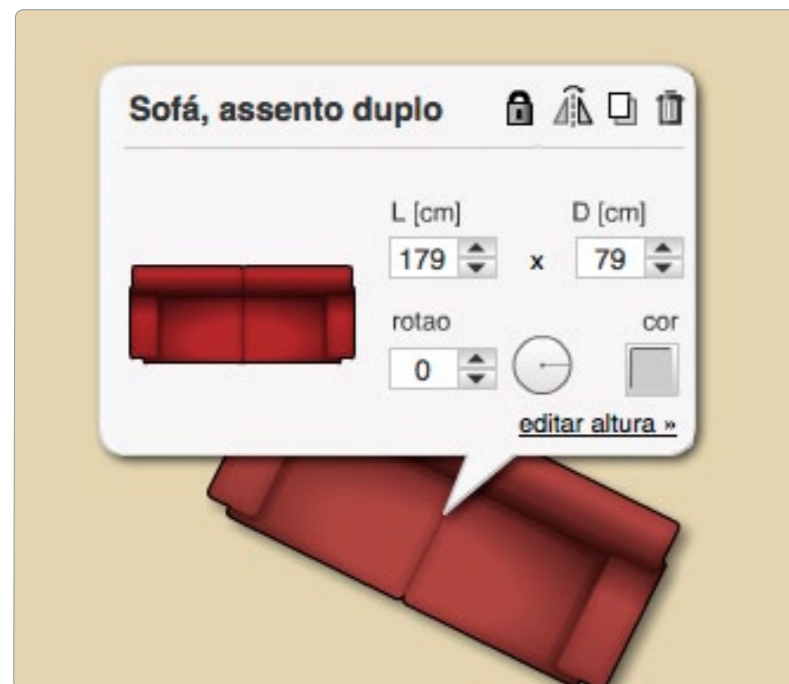 Sofá, assento duplo
L [cm] D [cm]
179 x 79
rotao cor
0
editar altura »